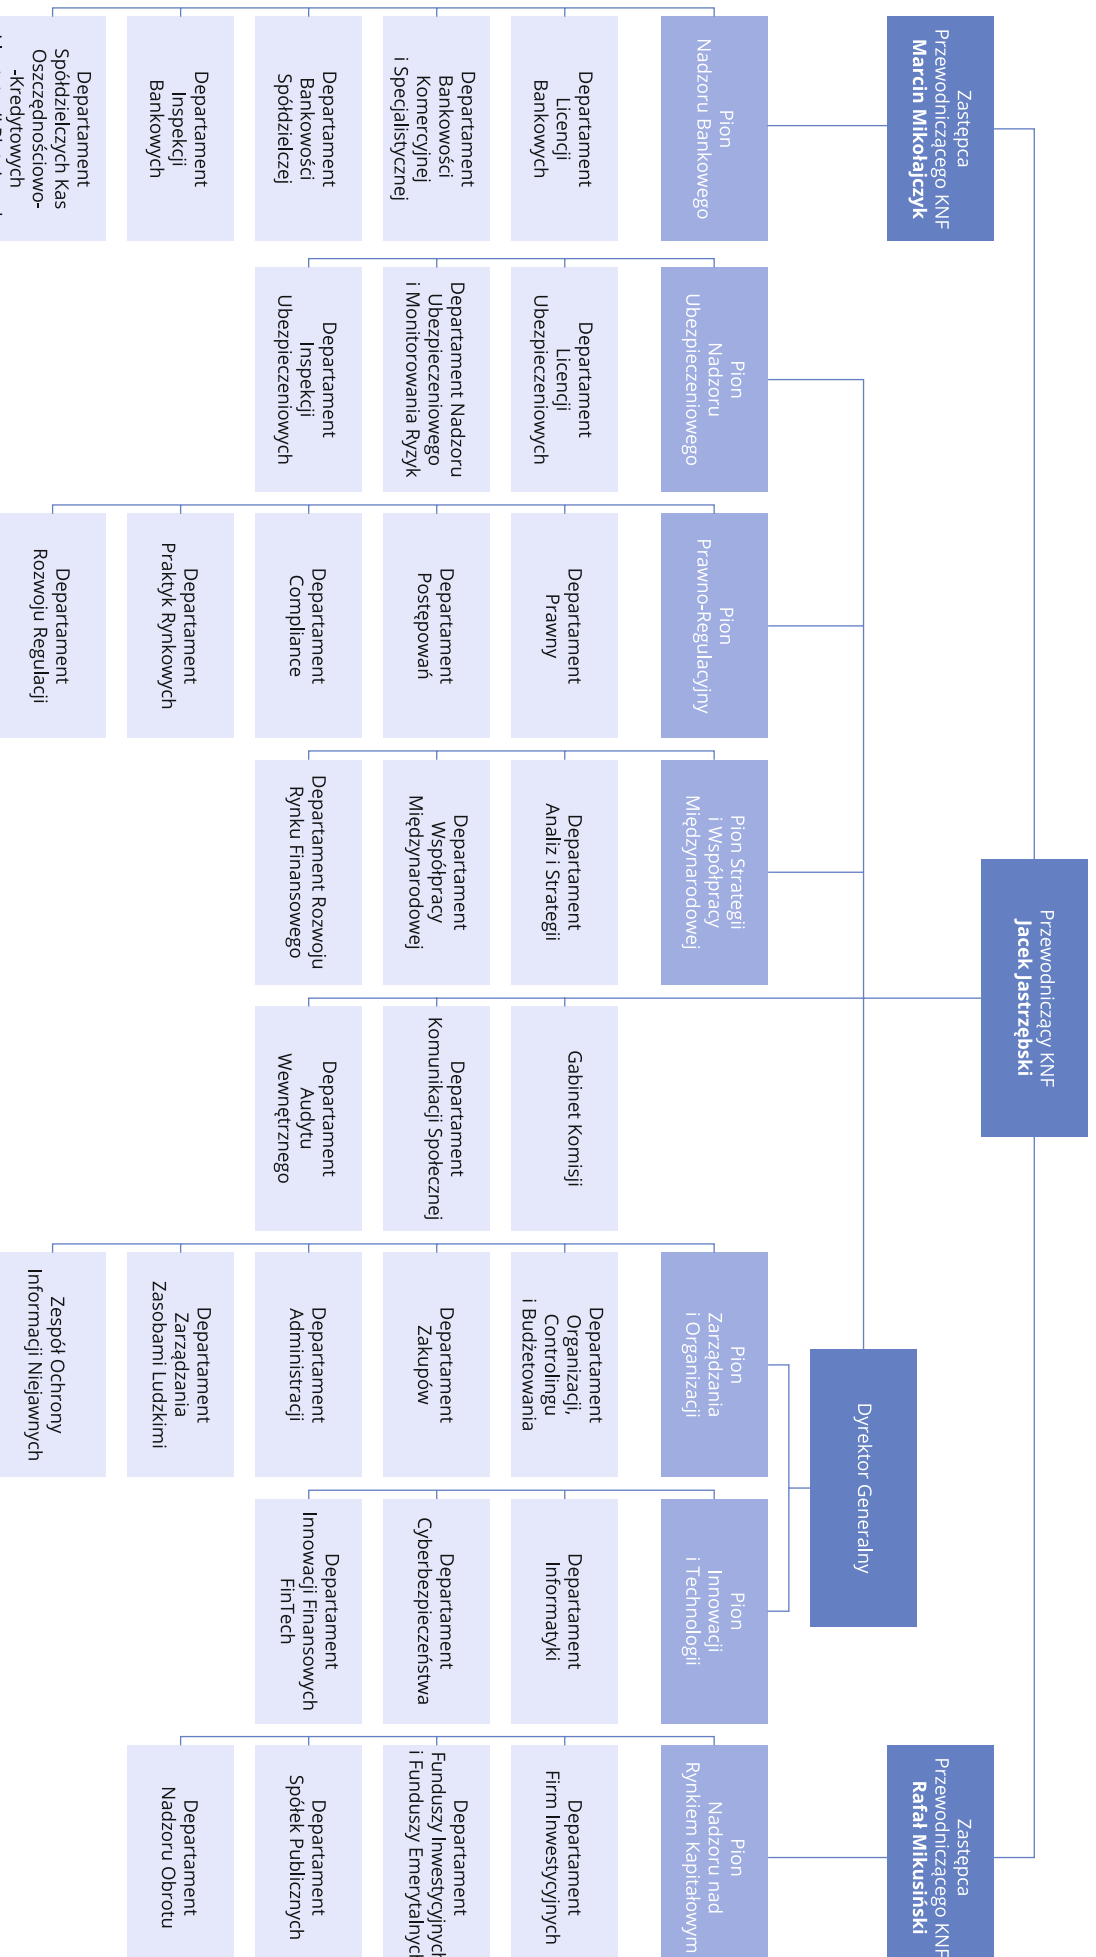 Przewodniczący KNF
Jacek Jastrzębski
Zastępca
Przewodniczącego KNF
Marcin Mikołajczyk
Zastępca
Przewodniczącego KNF
Rafał Mikusiński
Dyrektor Generalny
Pion
Nadzoru Bankowego
Departament
Licencji
Bankowych
Departament
Bankowości
Komercyjnej
i Specjalistycznej
Departament
Bankowości
Spółdzielczej
Departament
Inspekcji
Bankowych
Departament
Spółdzielczych Kas
Oszczędnościowo-
-Kredytowych
Pion
Nadzoru
Ubezpieczeniowego
Departament
Licencji
Ubezpieczeniowych
Departament Nadzoru
Ubezpieczeniowego
i Monitorowania Ryzyk
Departament
Inspekcji
Ubezpieczeniowych
Pion
Prawno-Regulacyjny
Departament
Prawny
Departament
Postępowań
Departament
Compliance
Departament
Praktyk Rynkowych
Departament
Rozwoju Regulacji
Pion Strategii
i Współpracy
Międzynarodowej
Departament
Analiz i Strategii
Departament
Współpracy
Międzynarodowej
Departament Rozwoju
Rynku Finansowego
Gabinet Komisji
Departament
Komunikacji Społecznej
Departament
Audytu
Wewnętrznego
Pion
Zarządzania
i Organizacji
Departament
Organizacji,
Controlingu
i Budżetowania
Departament
Zakupów
Departament
Administracji
Departament
Zarządzania
Zasobami Ludzkimi
Zespół Ochrony
Informacji Niejawnych
Pion
Innowacji
i Technologii
Departament
Informatyki
Departament
Cyberbezpieczeństwa
Departament
Innowacji Finansowych
FinTech
Pion
Nadzoru nad
Rynkiem Kapitałowym
Departament
Firm Inwestycyjnych
Departament
Funduszy Inwestycyjnych
i Funduszy Emerytalnych
Departament
Spółek Publicznych
Departament
Nadzoru Obrotu